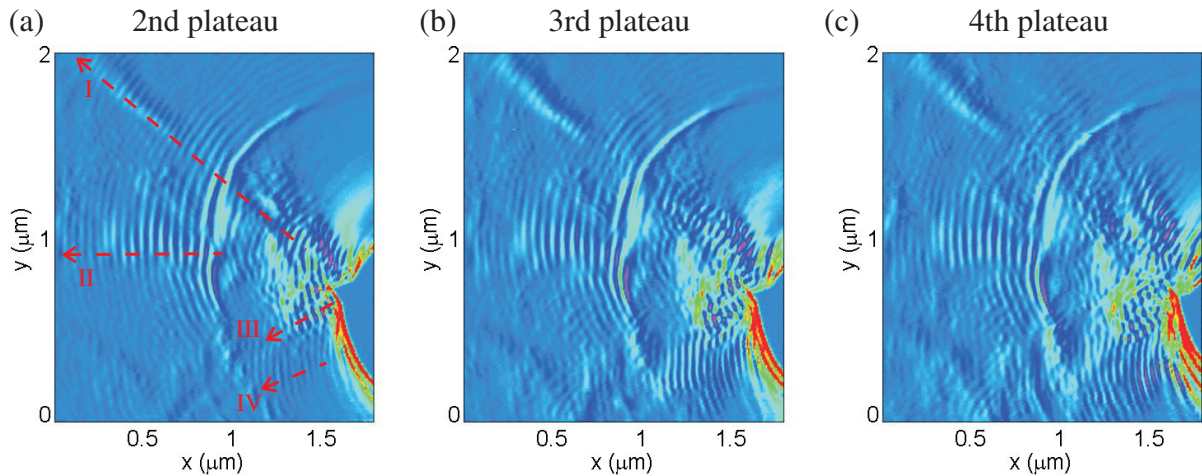 (a) 2nd plateau
(b) 3rd plateau
(c) 4th plateau
2
1
0
y (μm)
0.5 1 1.5
x (μm)
I
II
III
IV
2
1
0
y (μm)
0.5 1 1.5
x (μm)
2
1
0
y (μm)
0.5 1 1.5
x (μm)